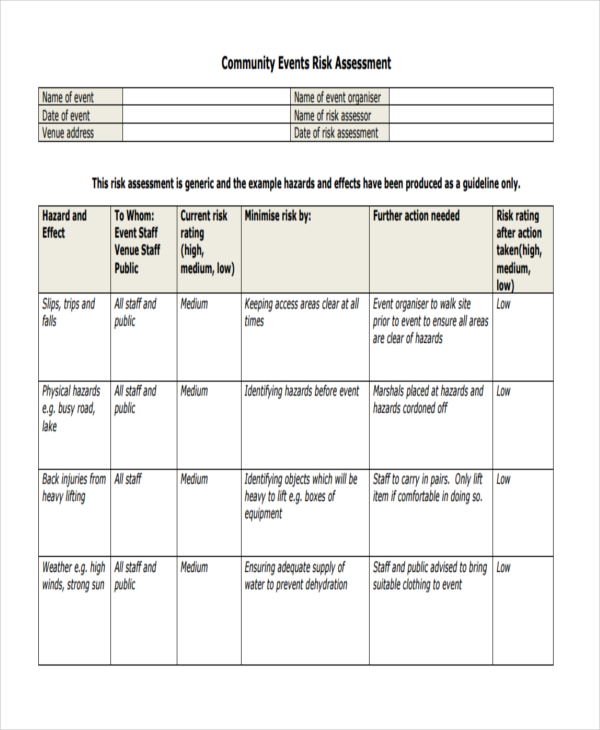 Community Events Risk Assessment
Name of event
Name of event organiser
Date of event
Name of risk assessor
Venue address
Date of risk assessment
This risk assessment is generic and the example hazards and effects have been produced as a guideline only.
Hazard and
Effect
To Whom:
Event Staff
Venue Staff
Public
Current risk
rating
(high,
medium, low)
Minimise risk by:
Further action needed
Risk rating
after action
taken(high,
medium,
low)
Slips, trips and
falls
All staff and
public
Medium
Keeping access areas clear at all
times
Event organiser to walk site
prior to event to ensure all areas
are clear of hazards
Low
Physical hazards
e.g. busy road,
lake
All staff and
public
Medium
Identifying hazards before event
Marshals placed at hazards and
hazards cordoned off
Low
Back injuries from
heavy lifting
All staff
Medium
Identifying objects which will be
heavy to lift e.g. boxes of
equipment
Staff to carry in pairs. Only lift
item if comfortable in doing so.
Low
Weather e.g. high
winds, strong sun
All staff and
public
Medium
Ensuring adequate supply of
water to prevent dehydration
Staff and public advised to bring
suitable clothing to event
Low